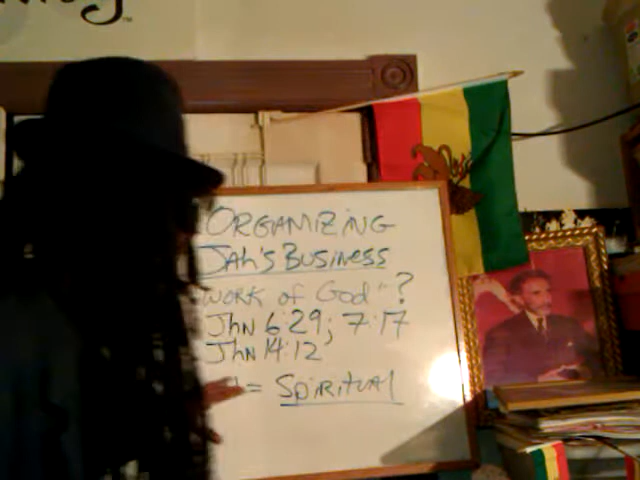 "ORGANIZING
JAH'S BUSINESS
WORK of GOD" ?
Jhn 6:29; 7:17
Jhn 14:12
= SpiRiTUAL